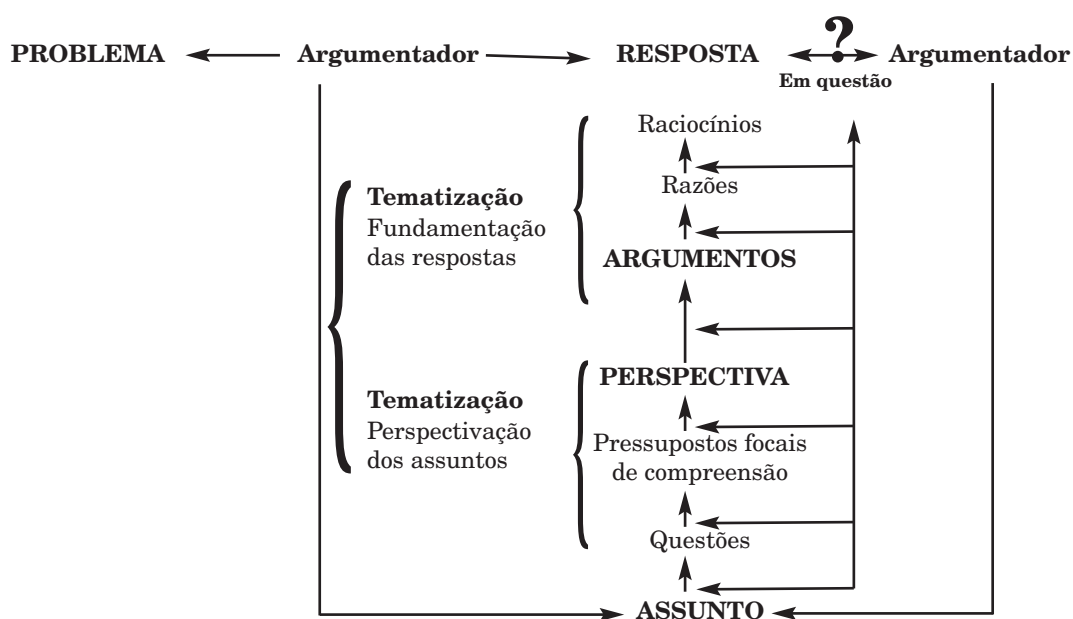 PROBLEMA Argumentador RESPOSTA ? Argumentador
Em questão
Raciocínios
Razões
Tematização
Fundamentação
das respostas
ARGUMENTOS
PERSPECTIVA
Tematização
Perspectivação
dos assuntos
Pressupostos focais
de compreensão
Questões
ASSUNTO